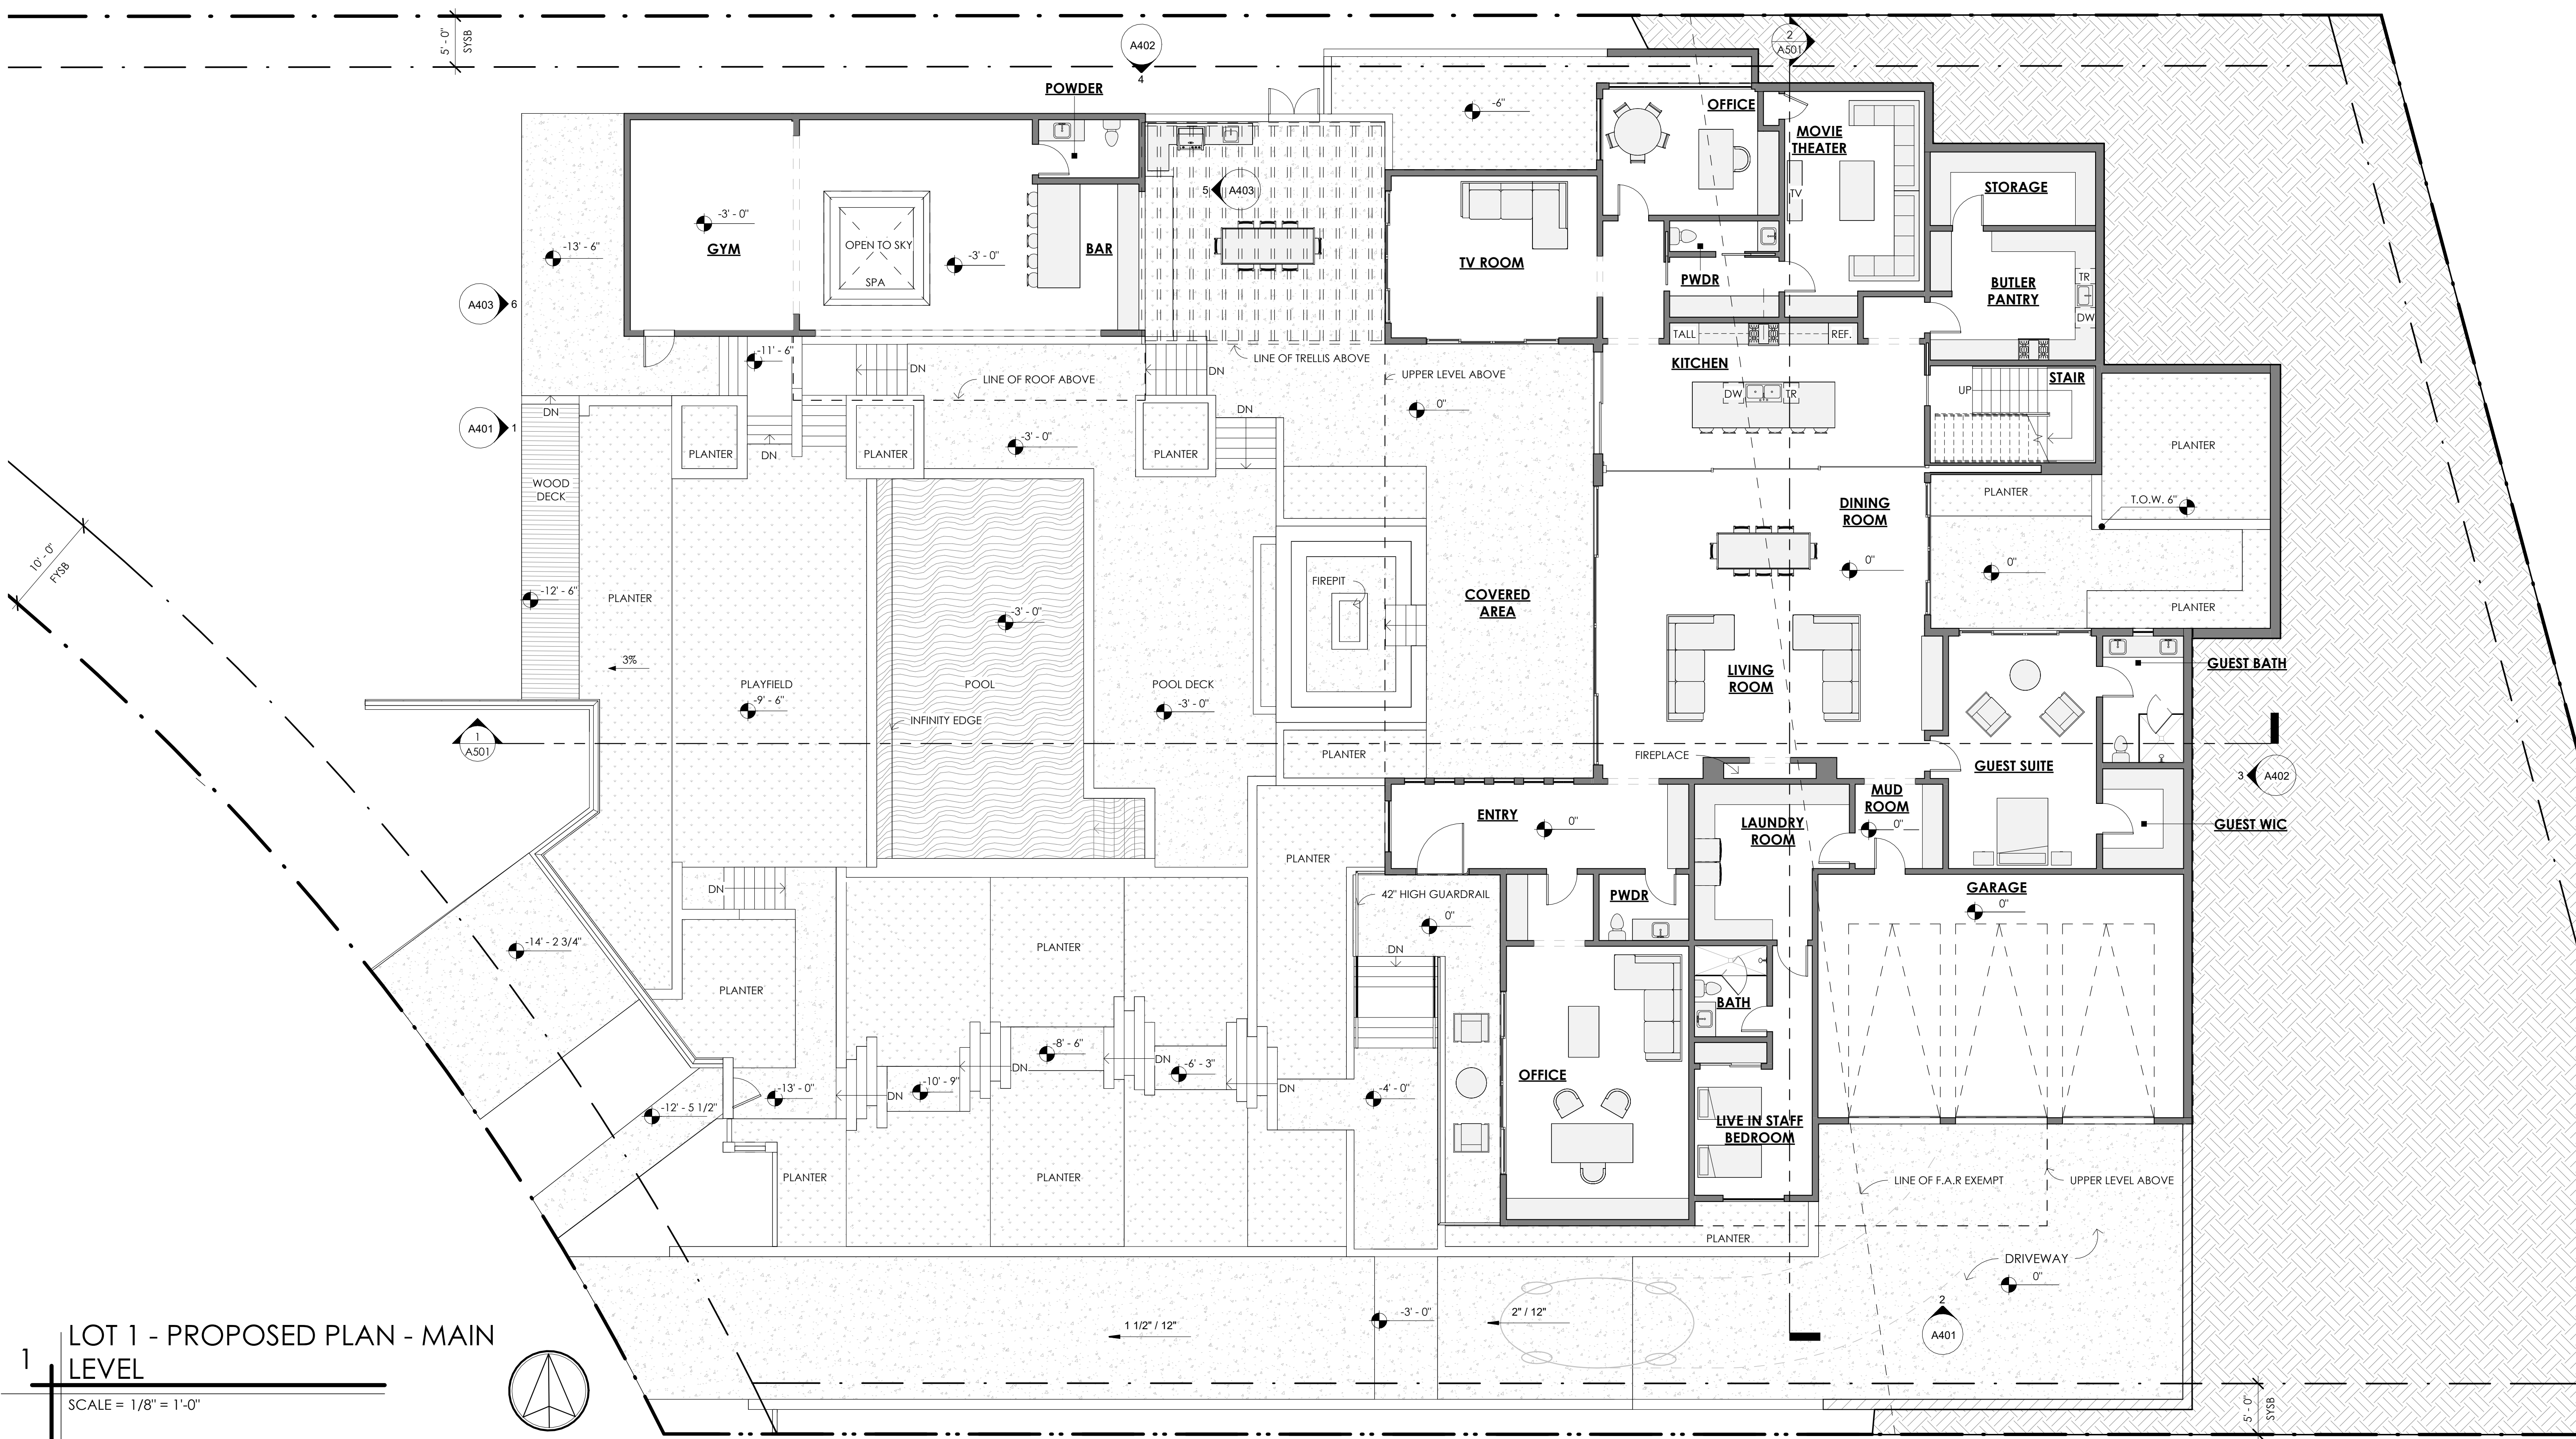 5' - 0"
SYSB
A402
4
2
A501
POWDER
-6"
OFFICE
MOVIE
THEATER
TV
STORAGE
5
A403
-3' - 0"
GYM
OPEN TO SKY
SPA
-3' - 0"
BAR
-13' - 6"
TV ROOM
PWDR
BUTLER
PANTRY
TR
DW
A403
6
TALL
REF.
-11' - 6"
DN
DN
LINE OF TRELLIS ABOVE
LINE OF ROOF ABOVE
UPPER LEVEL ABOVE
KITCHEN
STAIR
UP
DW
TR
DN
DN
0"
A401
1
PLANTER
DN
PLANTER
-3' - 0"
PLANTER
PLANTER
WOOD
DECK
PLANTER
T.O.W. 6"
DINING
ROOM
10' - 0"
FYSB
0"
0"
FIREPIT
-12' - 6"
PLANTER
-3' - 0"
COVERED
AREA
PLANTER
3%
GUEST BATH
LIVING
ROOM
PLAYFIELD
-9' - 6"
POOL
POOL DECK
-3' - 0"
INFINITY EDGE
1
A501
PLANTER
FIREPLACE
GUEST SUITE
3
A402
MUD
ROOM
0"
ENTRY
0"
LAUNDRY
ROOM
GUEST WIC
PLANTER
DN
42" HIGH GUARDRAIL
PWDR
GARAGE
0"
0"
-14' - 2 3/4"
PLANTER
DN
PLANTER
BATH
-8' - 6"
DN
-6' - 3"
DN
OFFICE
-13' - 0"
-10' - 9"
DN
DN
-4' - 0"
-12' - 5 1/2"
LIVE IN STAFF
BEDROOM
PLANTER
PLANTER
LINE OF F.A.R EXEMPT
UPPER LEVEL ABOVE
PLANTER
DRIVEWAY
0"
2
A401
-3' - 0"
2" / 12"
1 1/2" / 12"
1
LOT 1 - PROPOSED PLAN - MAIN
LEVEL
SCALE = 1/8" = 1'-0"
5' - 0"
SYSB